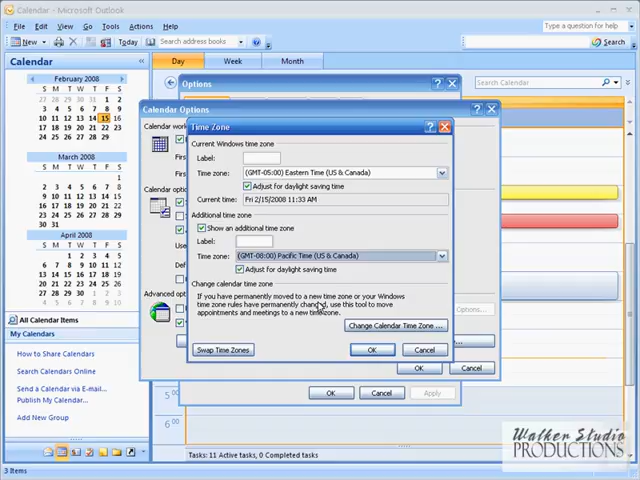 Calendar - Microsoft Outlook
File Edit View Go Tools Actions Help
Type a question for help
New
Today
Search address books
Search
Calendar
Day Week Month
Search Calendar
February 2008
S M T W T F S
27 28 29 30 31 1 2
3 4 5 6 7 8 9
10 11 12 13 14 15 16
17 18 19 20 21 22 23
24 25 26 27 28 29
March 2008
S M T W T F S
1
2 3 4 5 6 7 8
9 10 11 12 13 14 15
16 17 18 19 20 21 22
23 24 25 26 27 28 29
30 31
April 2008
S M T W T F S
1 2 3 4 5
6 7 8 9 10 11 12
13 14 15 16 17 18 19
20 21 22 23 24 25 26
27 28 29 30
All Calendar Items
My Calendars
How to Share Calendars
Search Calendars Online
Send a Calendar via E-mail...
Publish My Calendar...
Add New Group
3 Items
Options
Calendar Options
Calendar wor
Firs
First
Calendar opti
Use
Def
Advanced opti
Time Zone
Current Windows time zone
Label:
Time zone: (GMT-05:00) Eastern Time (US & Canada)
Adjust for daylight saving time
Current time: Fri 2/15/2008 11:33 AM
Additional time zone
Show an additional time zone
Label:
Time zone: (GMT-08:00) Pacific Time (US & Canada)
Adjust for daylight saving time
Change calendar time zone
If you have permanently moved to a new time zone or your Windows
time zone rules have permanently changed, use this tool to move
appointments and meetings to a new time zone.
Change Calendar Time Zone ...
Swap Time Zones OK Cancel
Options...
OK Cancel
OK Cancel Apply
5 00
6 00
Tasks: 11 Active tasks, 0 Completed tasks
Walker Studio
PRODUCTIONS